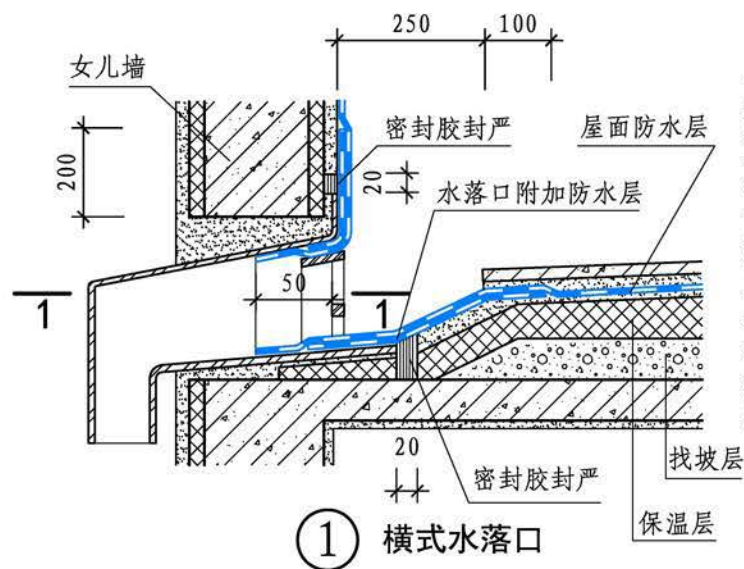 250
100
女儿墙
密封胶封严
屋面防水层
200
20
水落口附加防水层
50
1
1
20
密封胶封严
找坡层
保温层
1 横式水落口